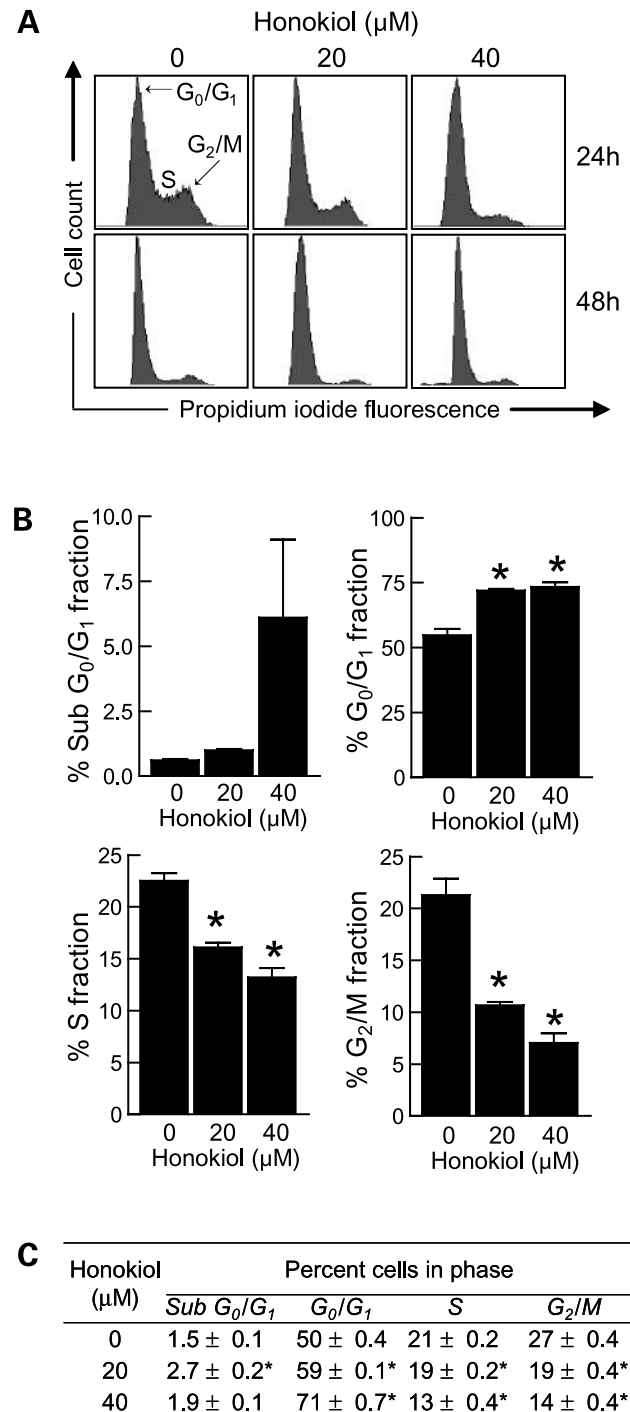 A
Honokiol (µM)
0 20 40
G0/G1
S
G2/M
24h
48h
Cell count
Propidium iodide fluorescence
B
% Sub G0/G1 fraction
10.0
7.5
5.0
2.5
0.0
0 20 40
Honokiol (µM)
% G0/G1 fraction
100
75
50
25
0
* *
0 20 40
Honokiol (µM)
% S fraction
25
20
15
10
5
0
* *
0 20 40
Honokiol (µM)
% G2/M fraction
25
20
15
10
5
0
* *
0 20 40
Honokiol (µM)
C
Honokiol (µM) Percent cells in phase
Sub G0/G1 G0/G1 S G2/M
0 1.5 ± 0.1 50 ± 0.4 21 ± 0.2 27 ± 0.4
20 2.7 ± 0.2* 59 ± 0.1* 19 ± 0.2* 19 ± 0.4*
40 1.9 ± 0.1 71 ± 0.7* 13 ± 0.4* 14 ± 0.4*